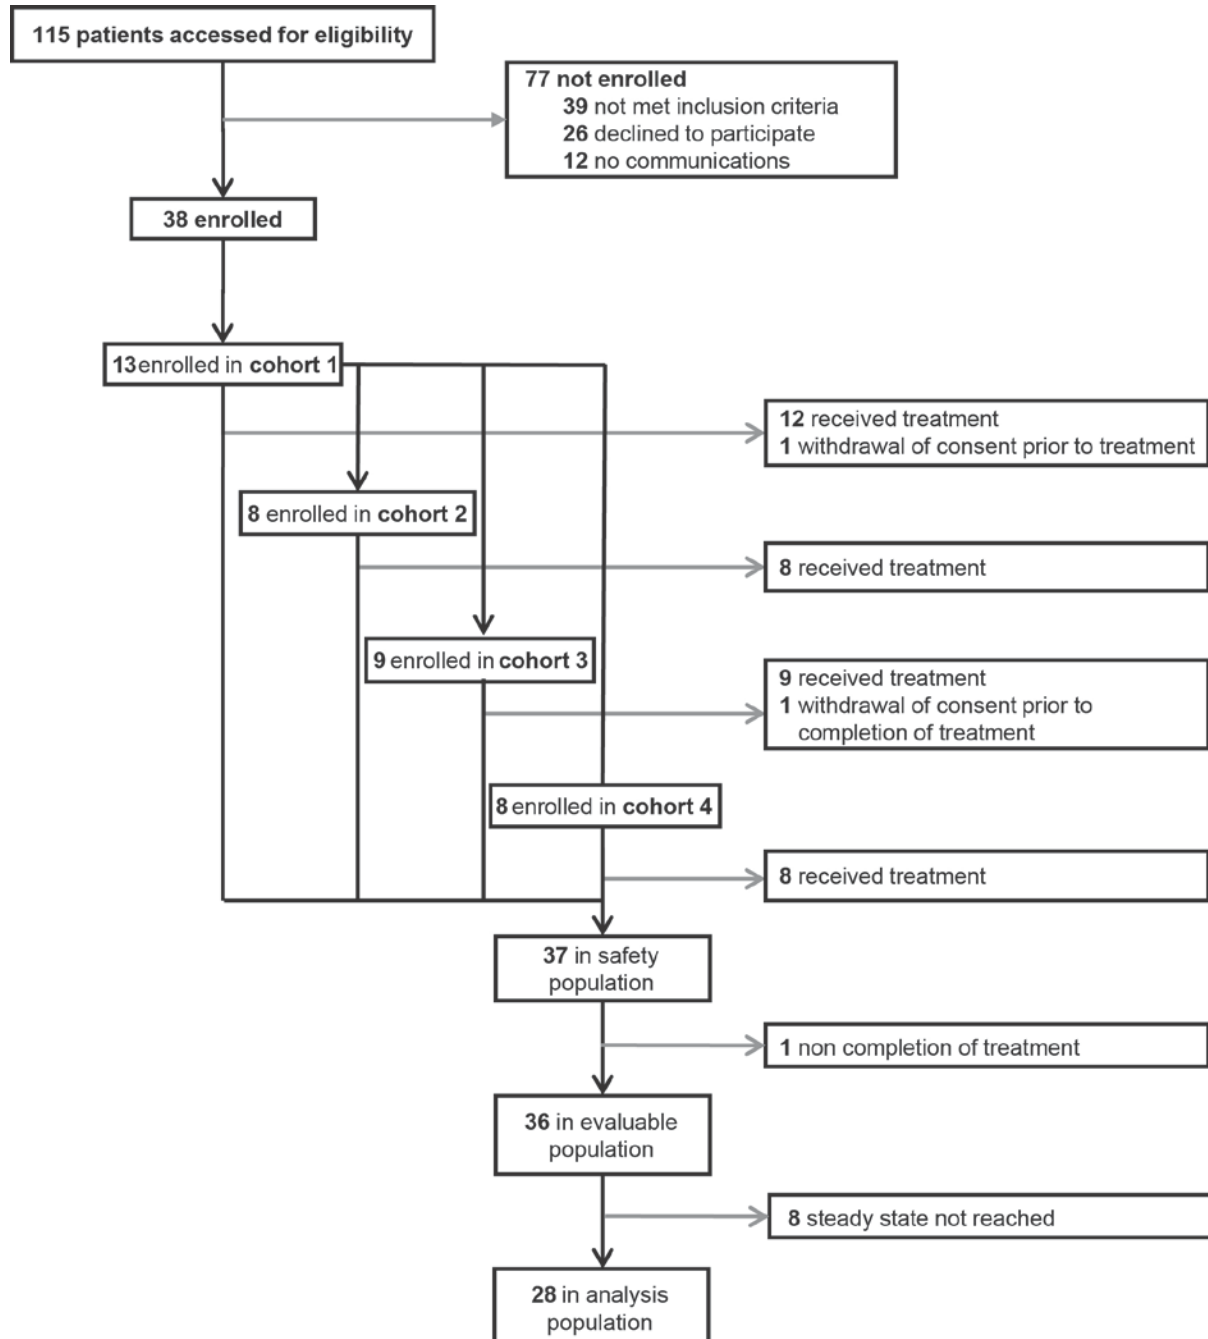 115 patients accessed for eligibility
77 not enrolled
39 not met inclusion criteria
26 declined to participate
12 no communications
38 enrolled
13 enrolled in cohort 1
12 received treatment
1 withdrawal of consent prior to treatment
8 enrolled in cohort 2
8 received treatment
9 enrolled in cohort 3
9 received treatment
1 withdrawal of consent prior to
completion of treatment
8 enrolled in cohort 4
8 received treatment
37 in safety
population
1 non completion of treatment
36 in evaluable
population
8 steady state not reached
28 in analysis
population